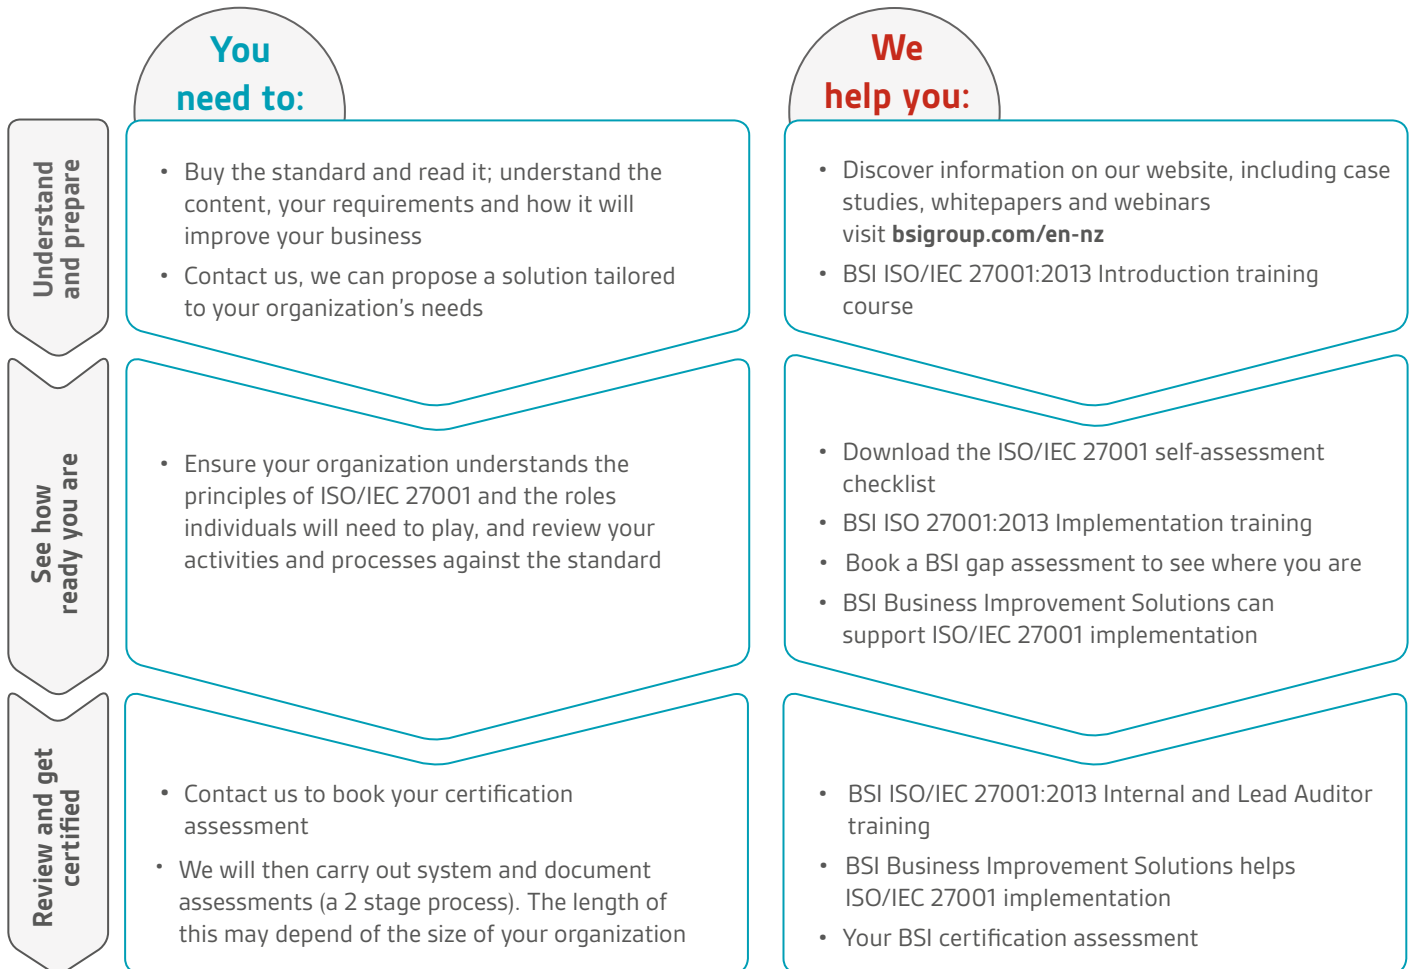 You
need to:
We
help you:
Understand
and prepare
• Buy the standard and read it; understand the
content, your requirements and how it will
improve your business
• Contact us, we can propose a solution tailored
to your organization's needs
• Discover information on our website, including case
studies, whitepapers and webinars
visit bsigroup.com/en-nz
• BSI ISO/IEC 27001:2013 Introduction training
course
See how
ready you are
• Ensure your organization understands the
principles of ISO/IEC 27001 and the roles
individuals will need to play, and review your
activities and processes against the standard
• Download the ISO/IEC 27001 self-assessment
checklist
• BSI ISO 27001:2013 Implementation training
• Book a BSI gap assessment to see where you are
• BSI Business Improvement Solutions can
support ISO/IEC 27001 implementation
Review and get
certified
• Contact us to book your certification
assessment
• We will then carry out system and document
assessments (a 2 stage process). The length of
this may depend of the size of your organization
• BSI ISO/IEC 27001:2013 Internal and Lead Auditor
training
• BSI Business Improvement Solutions helps
ISO/IEC 27001 implementation
• Your BSI certification assessment